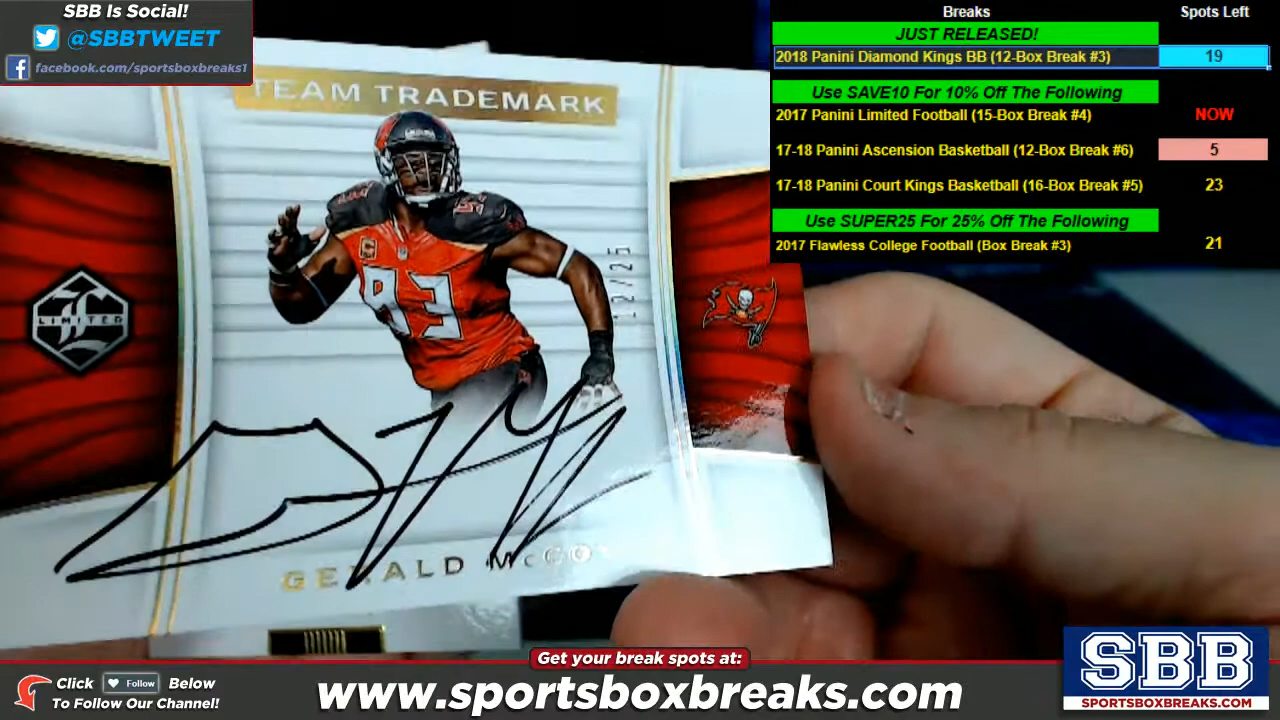 SBB Is Social!
@SBBTWEET
facebook.com/sportsboxbreaks1
Breaks Spots Left
JUST RELEASED!
2018 Panini Diamond Kings BB (12-Box Break #3) 19
Use SAVE10 For 10% Off The Following
2017 Panini Limited Football (15-Box Break #4) NOW
17-18 Panini Ascension Basketball (12-Box Break #6) 5
17-18 Panini Court Kings Basketball (16-Box Break #5) 23
Use SUPER25 For 25% Off The Following
2017 Flawless College Football (Box Break #3) 21
TEAM TRADEMARK
93
12/25
LIMITED
GERALD McCOY
Get your break spots at:
Click Follow Below
To Follow Our Channel!
www.sportsboxbreaks.com
SBB
SPORTSBOXBREAKS.COM